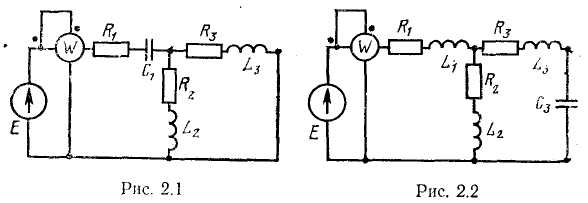 W R₁ C₁ R₃ L₃
R₂
L₂
E
Рис. 2.1
W R₁ L₁ R₃ L₃
R₂
C₃
L₂
E
Рис. 2.2